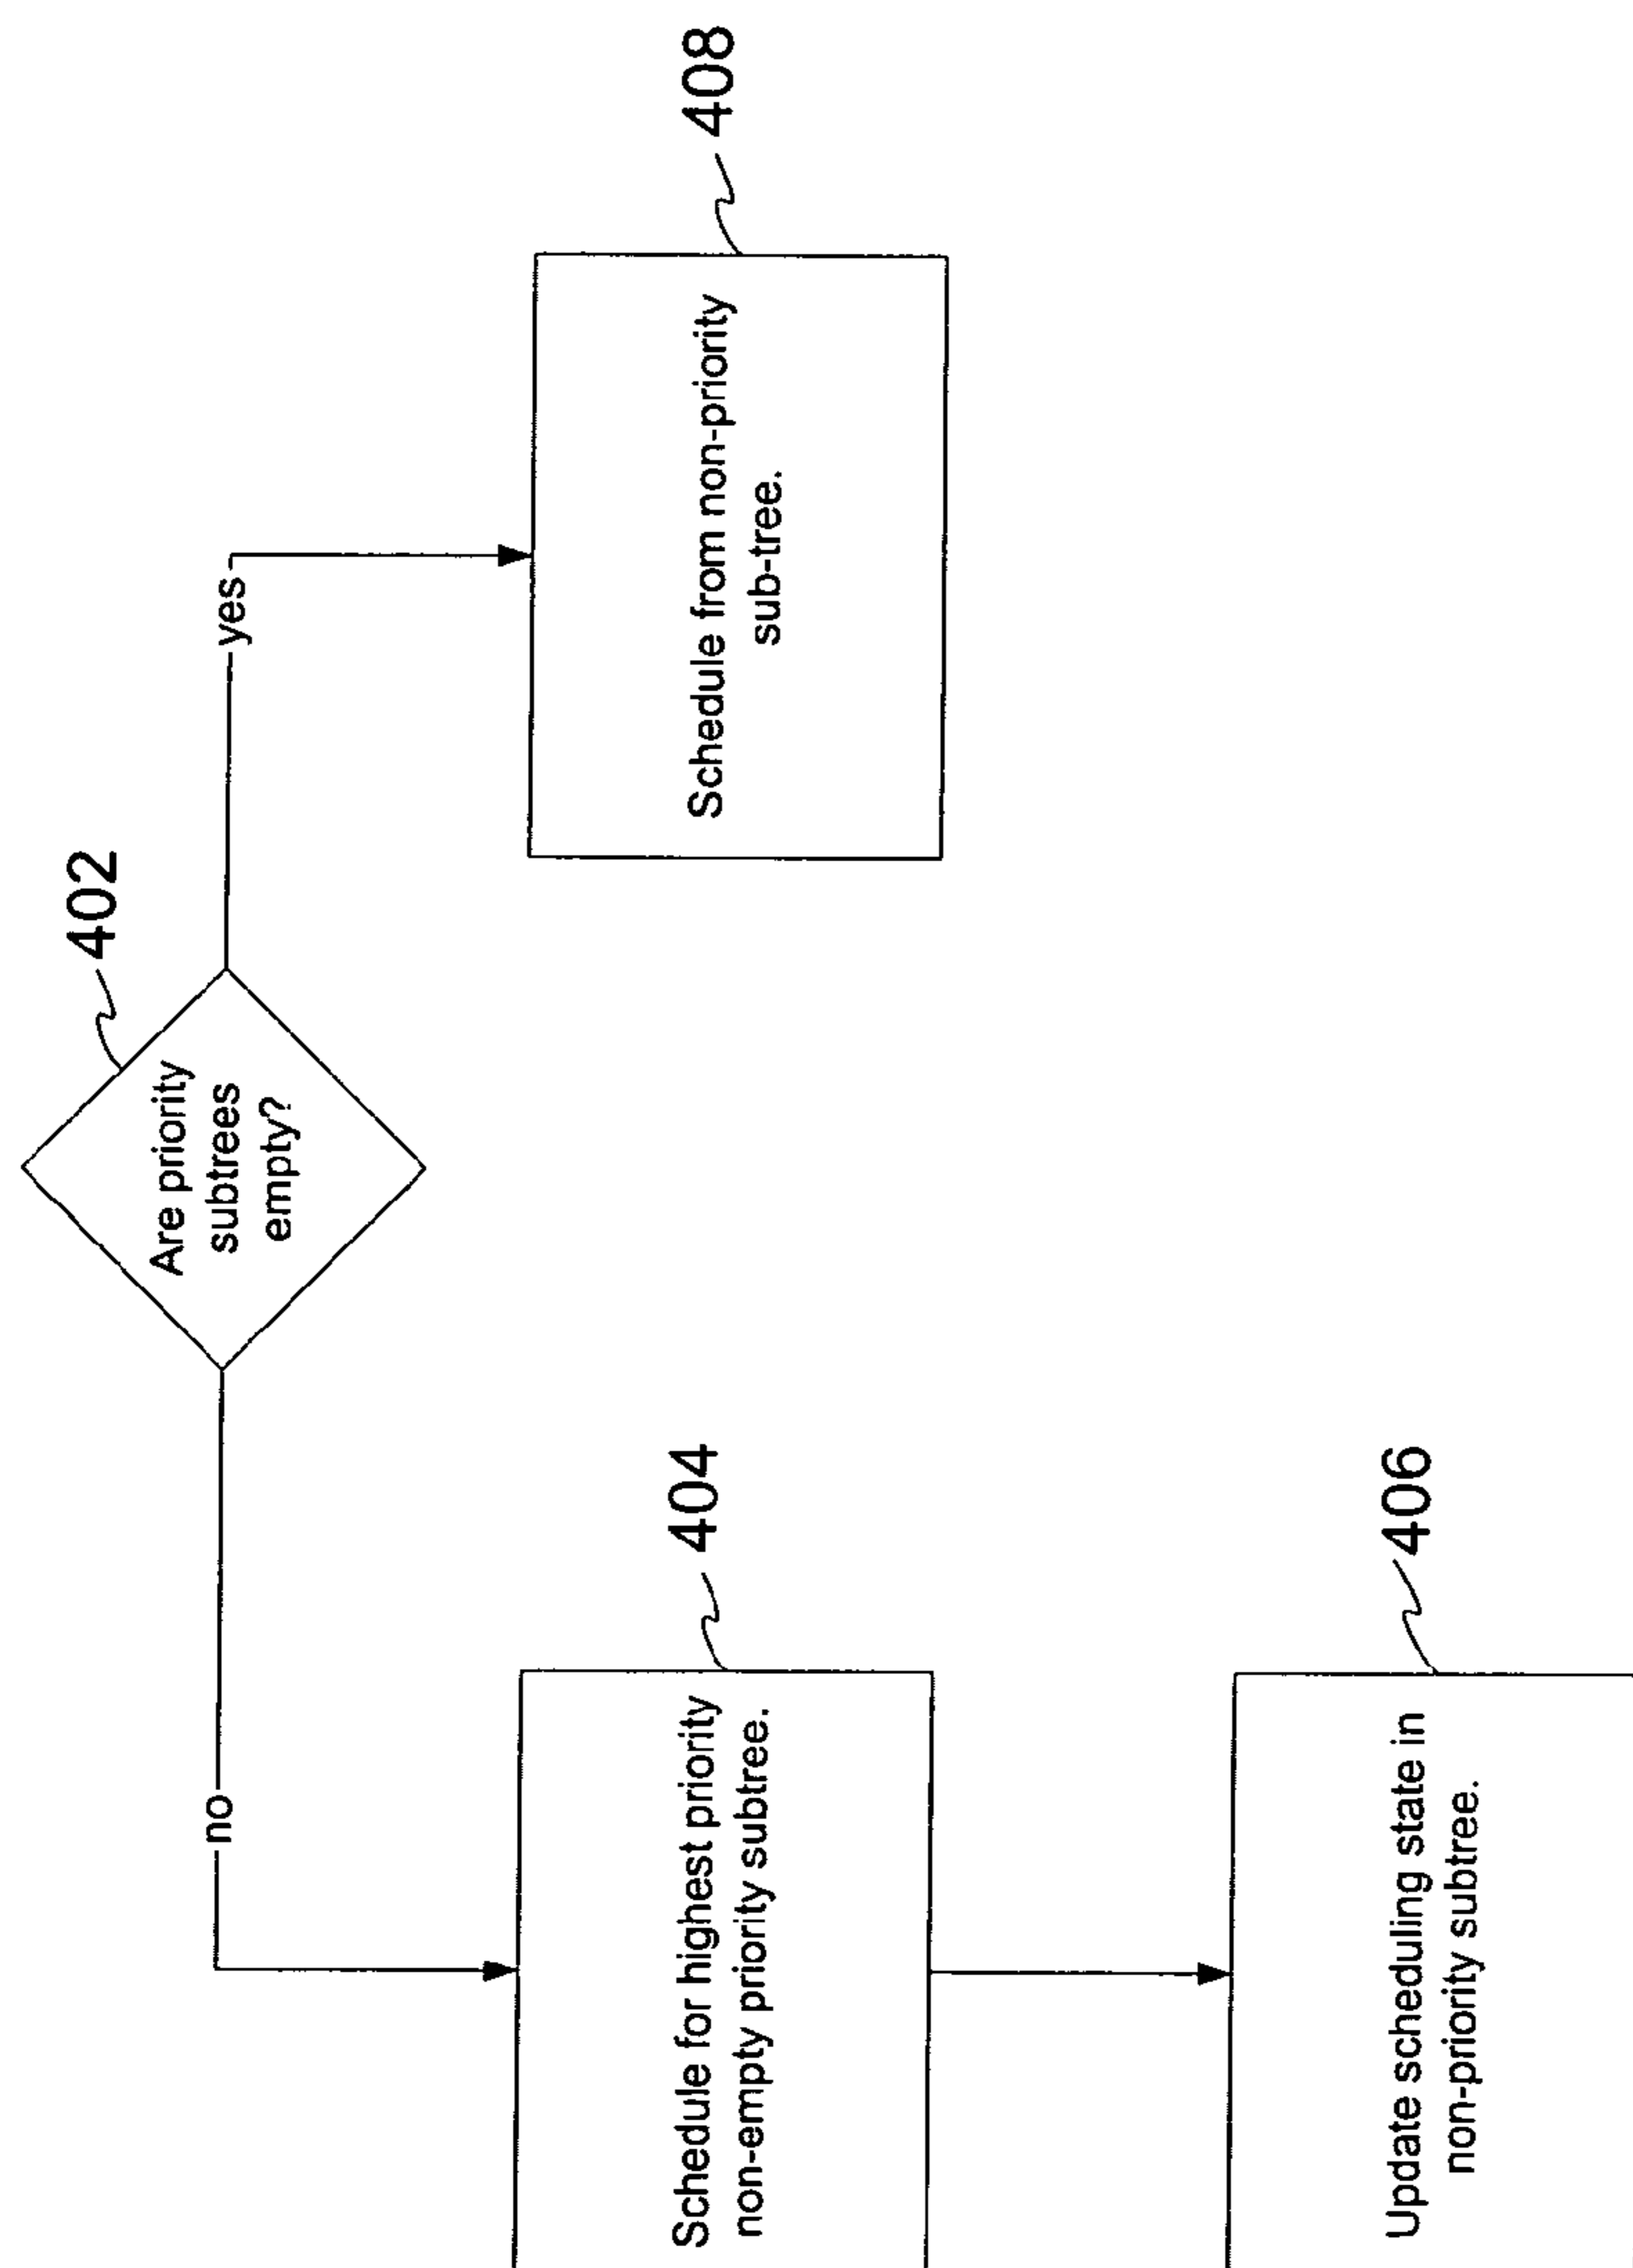 402
Are priority
subtrees
empty?
no
yes
404
Schedule for highest priority
non-empty priority subtree.
408
Schedule from non-priority
sub-tree.
406
Update scheduling state in
non-priority subtree.